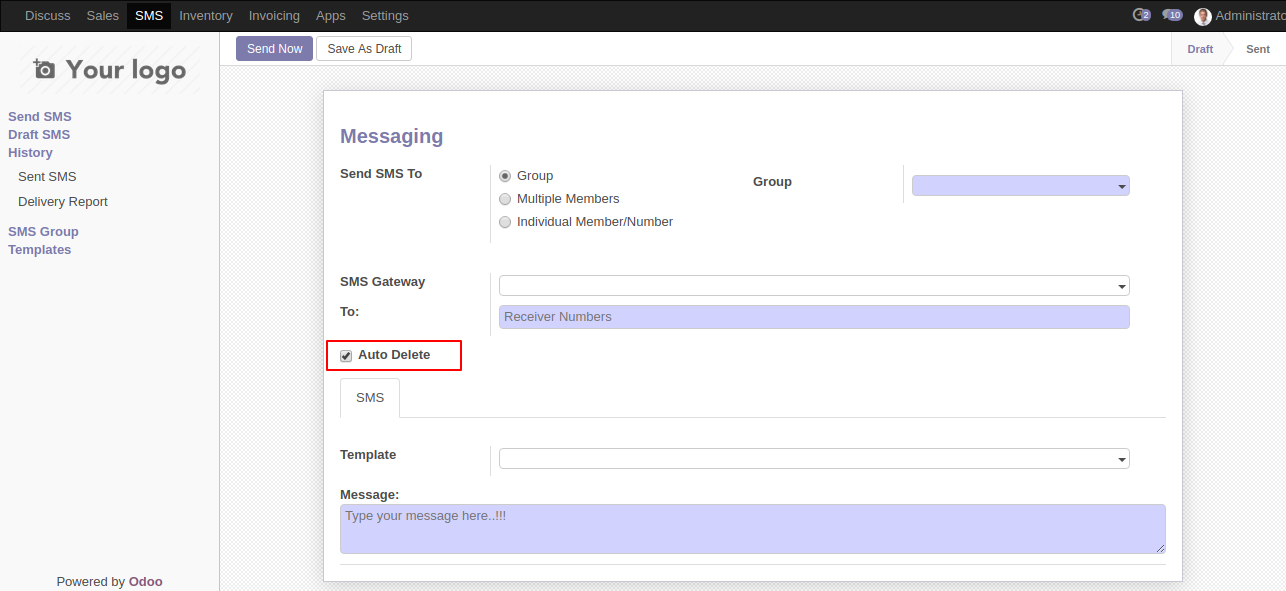 Discuss Sales SMS Inventory Invoicing Apps Settings 2 10 Administrato
Your logo
Send SMS
Draft SMS
History
Sent SMS
Delivery Report
SMS Group
Templates
Powered by Odoo
Send Now Save As Draft Draft Sent
Messaging
Send SMS To
Group
Multiple Members
Individual Member/Number
Group
SMS Gateway
To: Receiver Numbers
Auto Delete
SMS
Template
Message:
Type your message here..!!!